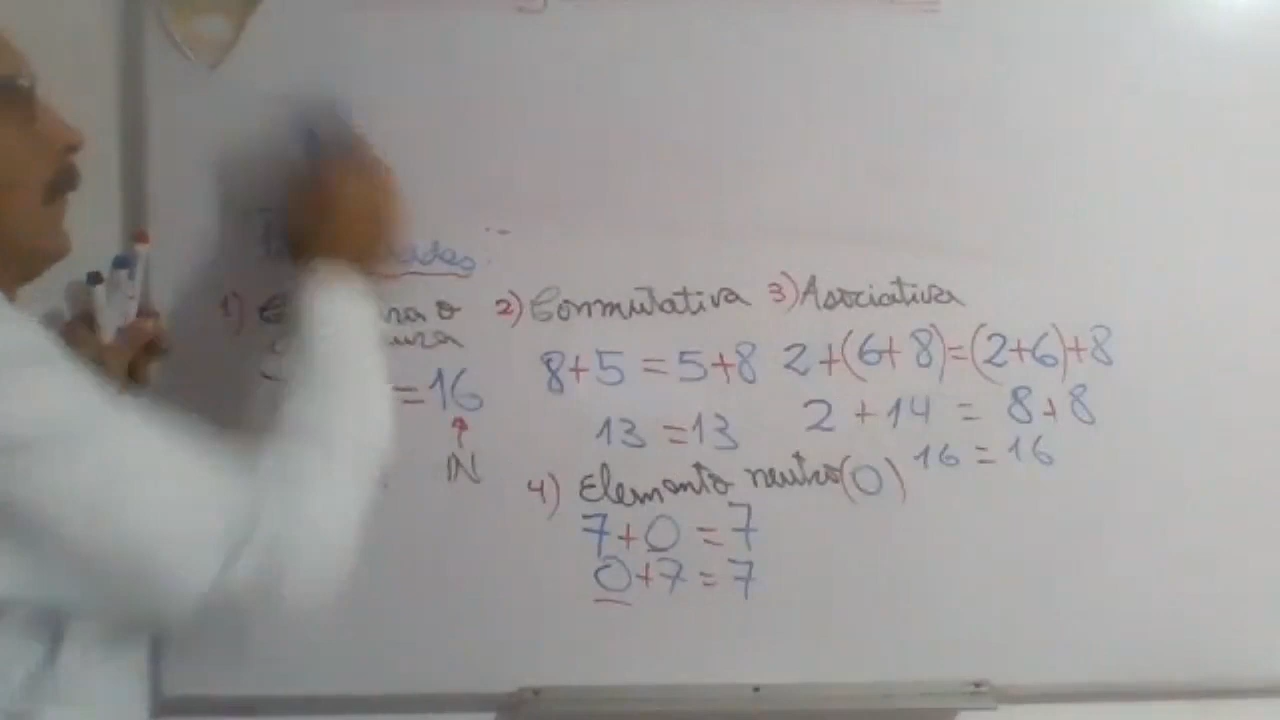 2) Conmutativa
8+5 = 5+8
13 = 13
3) Asociativa
2+(6+8)=(2+6)+8
2 + 14 = 8+8
16 = 16
4) Elemento neutro (0)
7+0 = 7
0+7 = 7
1)
= 16
↑
IN